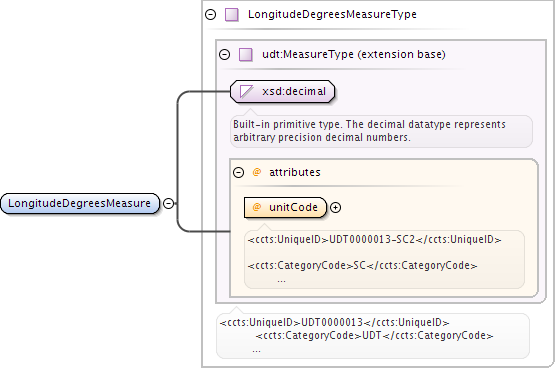 LongitudeDegreesMeasureType
udt:MeasureType (extension base)
xsd:decimal
Built-in primitive type. The decimal datatype represents
arbitrary precision decimal numbers.
@ attributes
@ unitCode
<ccts:UniqueID>UDT0000013-SC2</ccts:UniqueID>
<ccts:CategoryCode>SC</ccts:CategoryCode>
...
LongitudeDegreesMeasure
<ccts:UniqueID>UDT0000013</ccts:UniqueID>
<ccts:CategoryCode>UDT</ccts:CategoryCode>
...